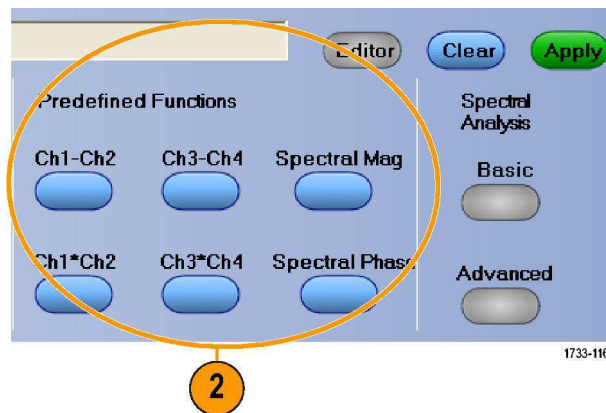 Editor Clear Apply
Predefined Functions
Spectral
Analysis
Ch1-Ch2 Ch3-Ch4 Spectral Mag
Basic
Ch1*Ch2 Ch3*Ch4 Spectral Phase
Advanced
1733-116
2